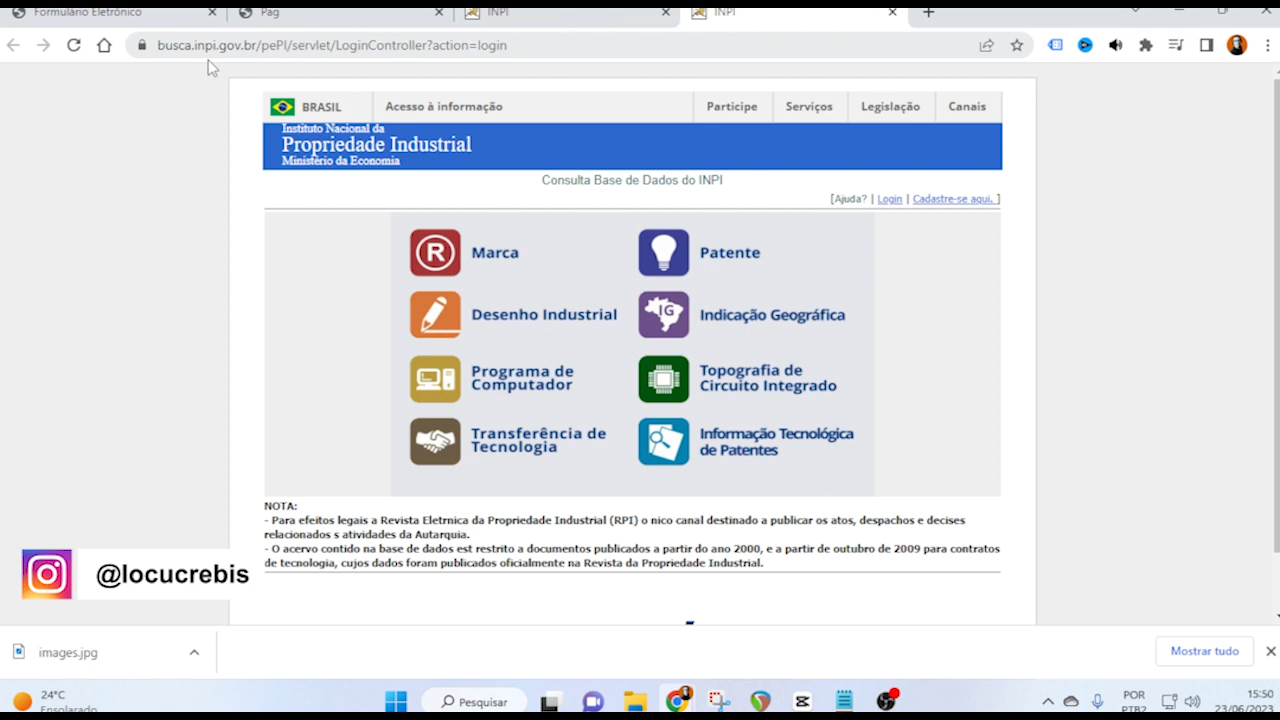 Formulário Eletrônico
Pag
INPI
INPI
busca.inpi.gov.br/pePI/servlet/LoginController?action=login
BRASIL
Acesso à informação
Participe
Serviços
Legislação
Canais
Instituto Nacional da
Propriedade Industrial
Ministério da Economia
Consulta Base de Dados do INPI
[Ajuda? | Login | Cadastre-se aqui. ]
R
Marca
Patente
Desenho Industrial
IG
Indicação Geográfica
Programa de
Computador
Topografia de
Circuito Integrado
Transferência de
Tecnologia
Informação Tecnológica
de Patentes
NOTA:
- Para efeitos legais a Revista Eletrnica da Propriedade Industrial (RPI) o nico canal destinado a publicar os atos, despachos e decises
relacionados s atividades da Autarquia.
- O acervo contido na base de dados est restrito a documentos publicados a partir do ano 2000, e a partir de outubro de 2009 para contratos
de tecnologia, cujos dados foram publicados oficialmente na Revista da Propriedade Industrial.
@locucrebis
images.jpg
Mostrar tudo
24°C
Ensolarado
Pesquisar
POR
PTB2
15:50
23/06/2023